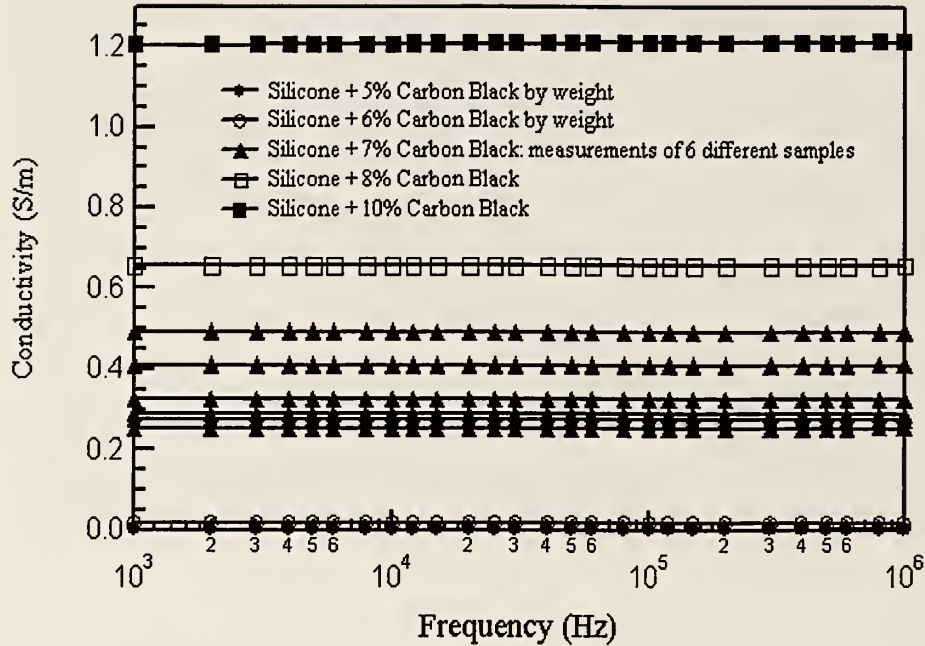 1.2
1.0
0.8
0.6
0.4
0.2
0.0
Conductivity (S/m)
Silicone + 5% Carbon Black by weight
Silicone + 6% Carbon Black by weight
Silicone + 7% Carbon Black: measurements of 6 different samples
Silicone + 8% Carbon Black
Silicone + 10% Carbon Black
2 3 4 5 6 2 3 4 5 6 2 3 4 5 6
10³ 10⁴ 10⁵ 10⁶
Frequency (Hz)